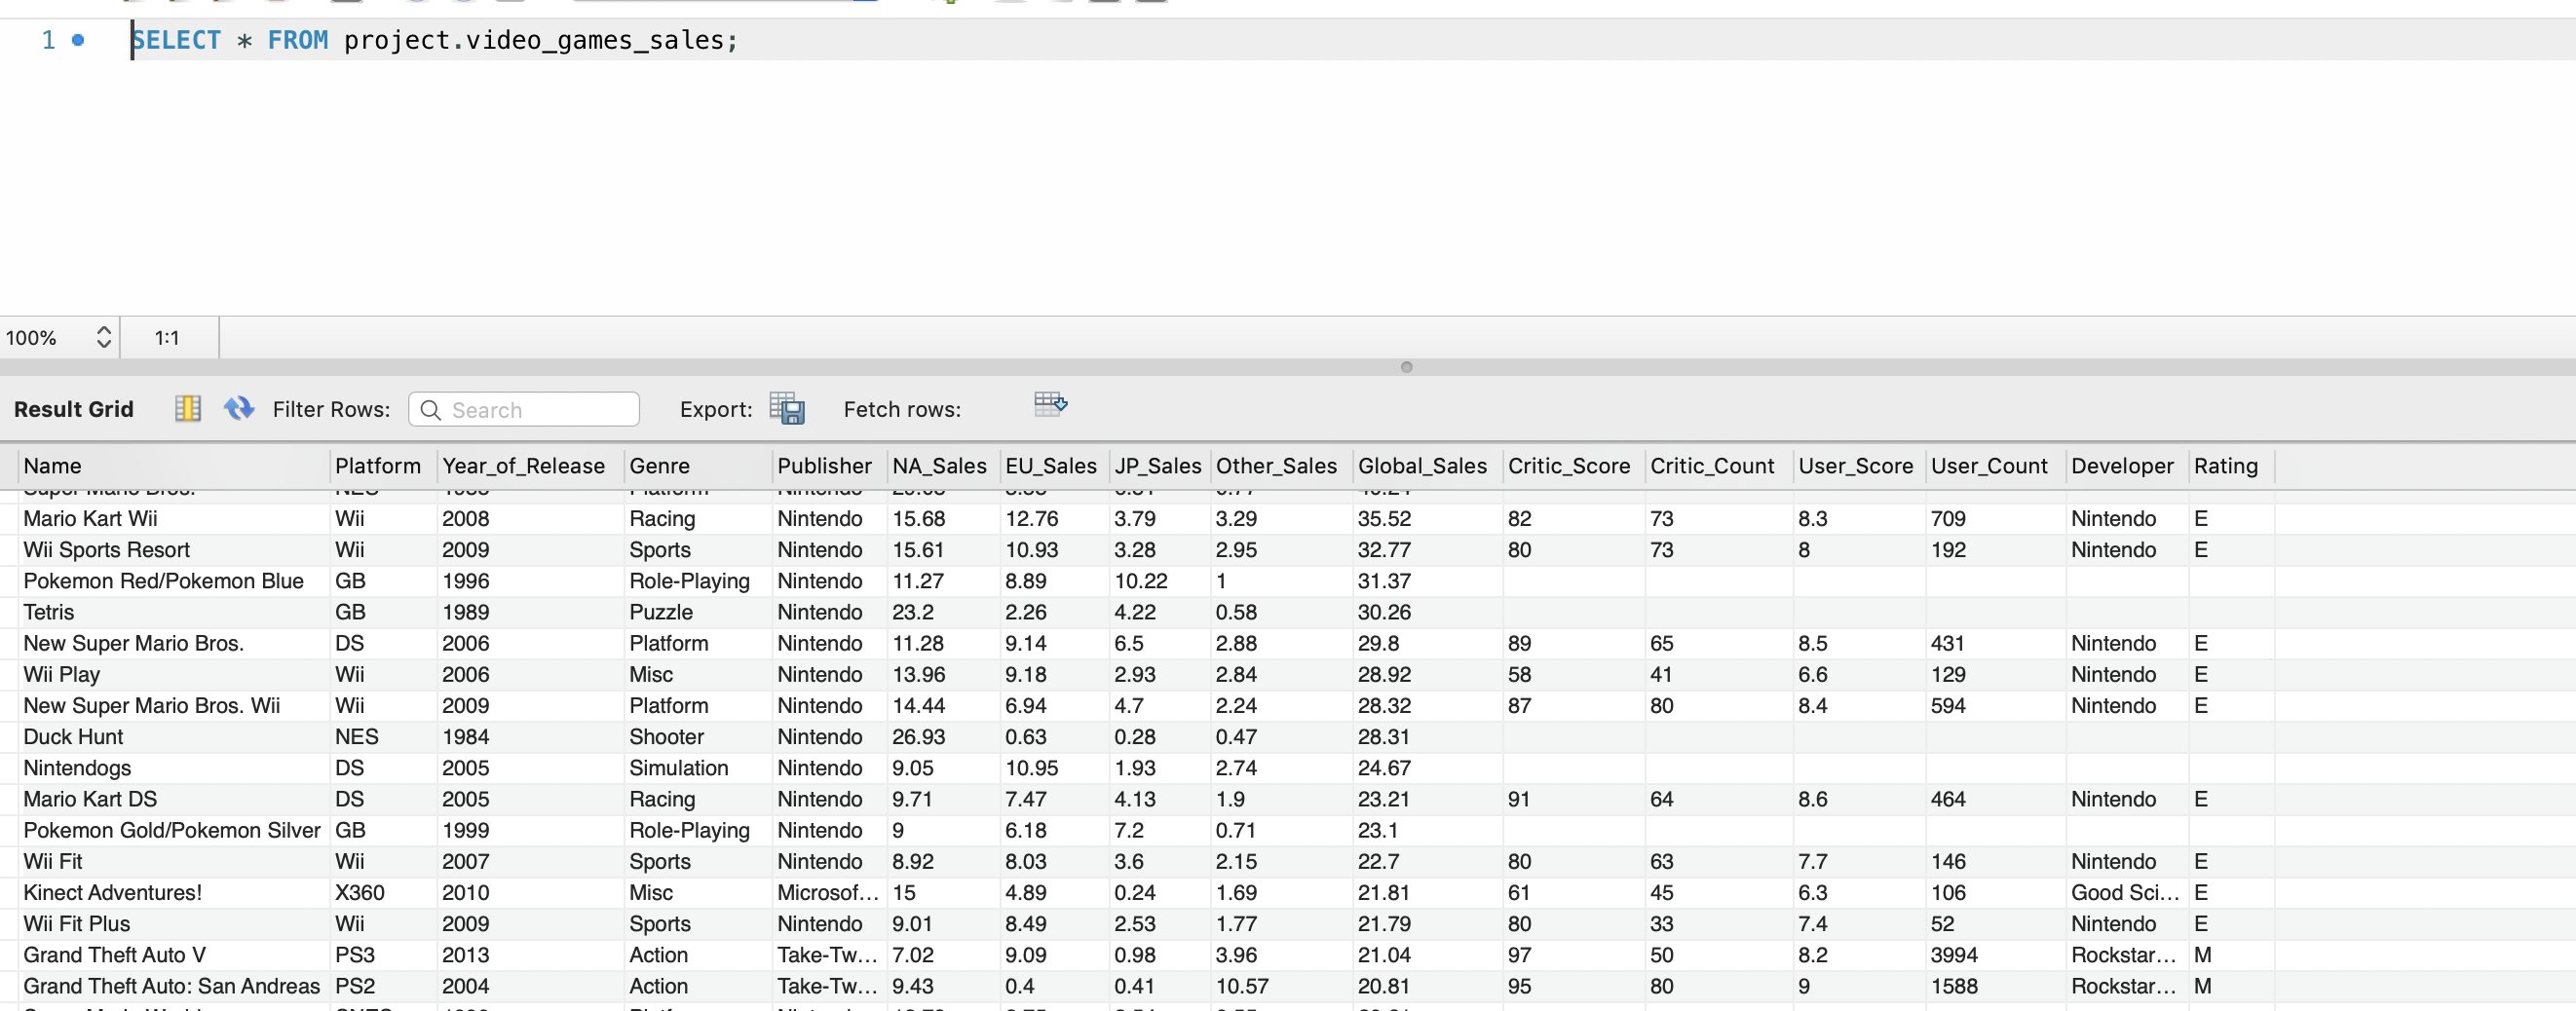 1 SELECT * FROM project.video_games_sales;
100% 1:1
Result Grid Filter Rows: Search Export: Fetch rows:
Name Platform Year_of_Release Genre Publisher NA_Sales EU_Sales JP_Sales Other_Sales Global_Sales Critic_Score Critic_Count User_Score User_Count Developer Rating
Mario Kart Wii Wii 2008 Racing Nintendo 15.68 12.76 3.79 3.29 35.52 82 73 8.3 709 Nintendo E
Wii Sports Resort Wii 2009 Sports Nintendo 15.61 10.93 3.28 2.95 32.77 80 73 8 192 Nintendo E
Pokemon Red/Pokemon Blue GB 1996 Role-Playing Nintendo 11.27 8.89 10.22 1 31.37
Tetris GB 1989 Puzzle Nintendo 23.2 2.26 4.22 0.58 30.26
New Super Mario Bros. DS 2006 Platform Nintendo 11.28 9.14 6.5 2.88 29.8 89 65 8.5 431 Nintendo E
Wii Play Wii 2006 Misc Nintendo 13.96 9.18 2.93 2.84 28.92 58 41 6.6 129 Nintendo E
New Super Mario Bros. Wii Wii 2009 Platform Nintendo 14.44 6.94 4.7 2.24 28.32 87 80 8.4 594 Nintendo E
Duck Hunt NES 1984 Shooter Nintendo 26.93 0.63 0.28 0.47 28.31
Nintendogs DS 2005 Simulation Nintendo 9.05 10.95 1.93 2.74 24.67
Mario Kart DS DS 2005 Racing Nintendo 9.71 7.47 4.13 1.9 23.21 91 64 8.6 464 Nintendo E
Pokemon Gold/Pokemon Silver GB 1999 Role-Playing Nintendo 9 6.18 7.2 0.71 23.1
Wii Fit Wii 2007 Sports Nintendo 8.92 8.03 3.6 2.15 22.7 80 63 7.7 146 Nintendo E
Kinect Adventures! X360 2010 Misc Microsof... 15 4.89 0.24 1.69 21.81 61 45 6.3 106 Good Sci... E
Wii Fit Plus Wii 2009 Sports Nintendo 9.01 8.49 2.53 1.77 21.79 80 33 7.4 52 Nintendo E
Grand Theft Auto V PS3 2013 Action Take-Tw... 7.02 9.09 0.98 3.96 21.04 97 50 8.2 3994 Rockstar... M
Grand Theft Auto: San Andreas PS2 2004 Action Take-Tw... 9.43 0.4 0.41 10.57 20.81 95 80 9 1588 Rockstar... M